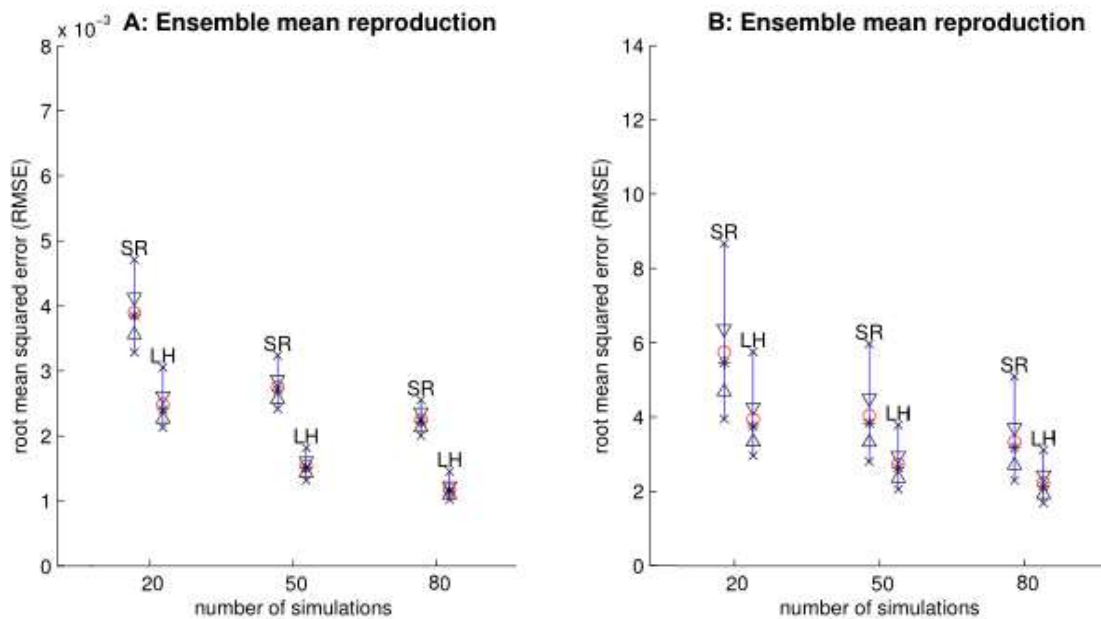 A: Ensemble mean reproduction
x 10^-3
8
7
6
5
4
3
2
1
0
root mean squared error (RMSE)
SR
LH
SR
LH
SR
LH
20
50
80
number of simulations
B: Ensemble mean reproduction
14
12
10
8
6
4
2
0
root mean squared error (RMSE)
SR
LH
SR
LH
SR
LH
20
50
80
number of simulations